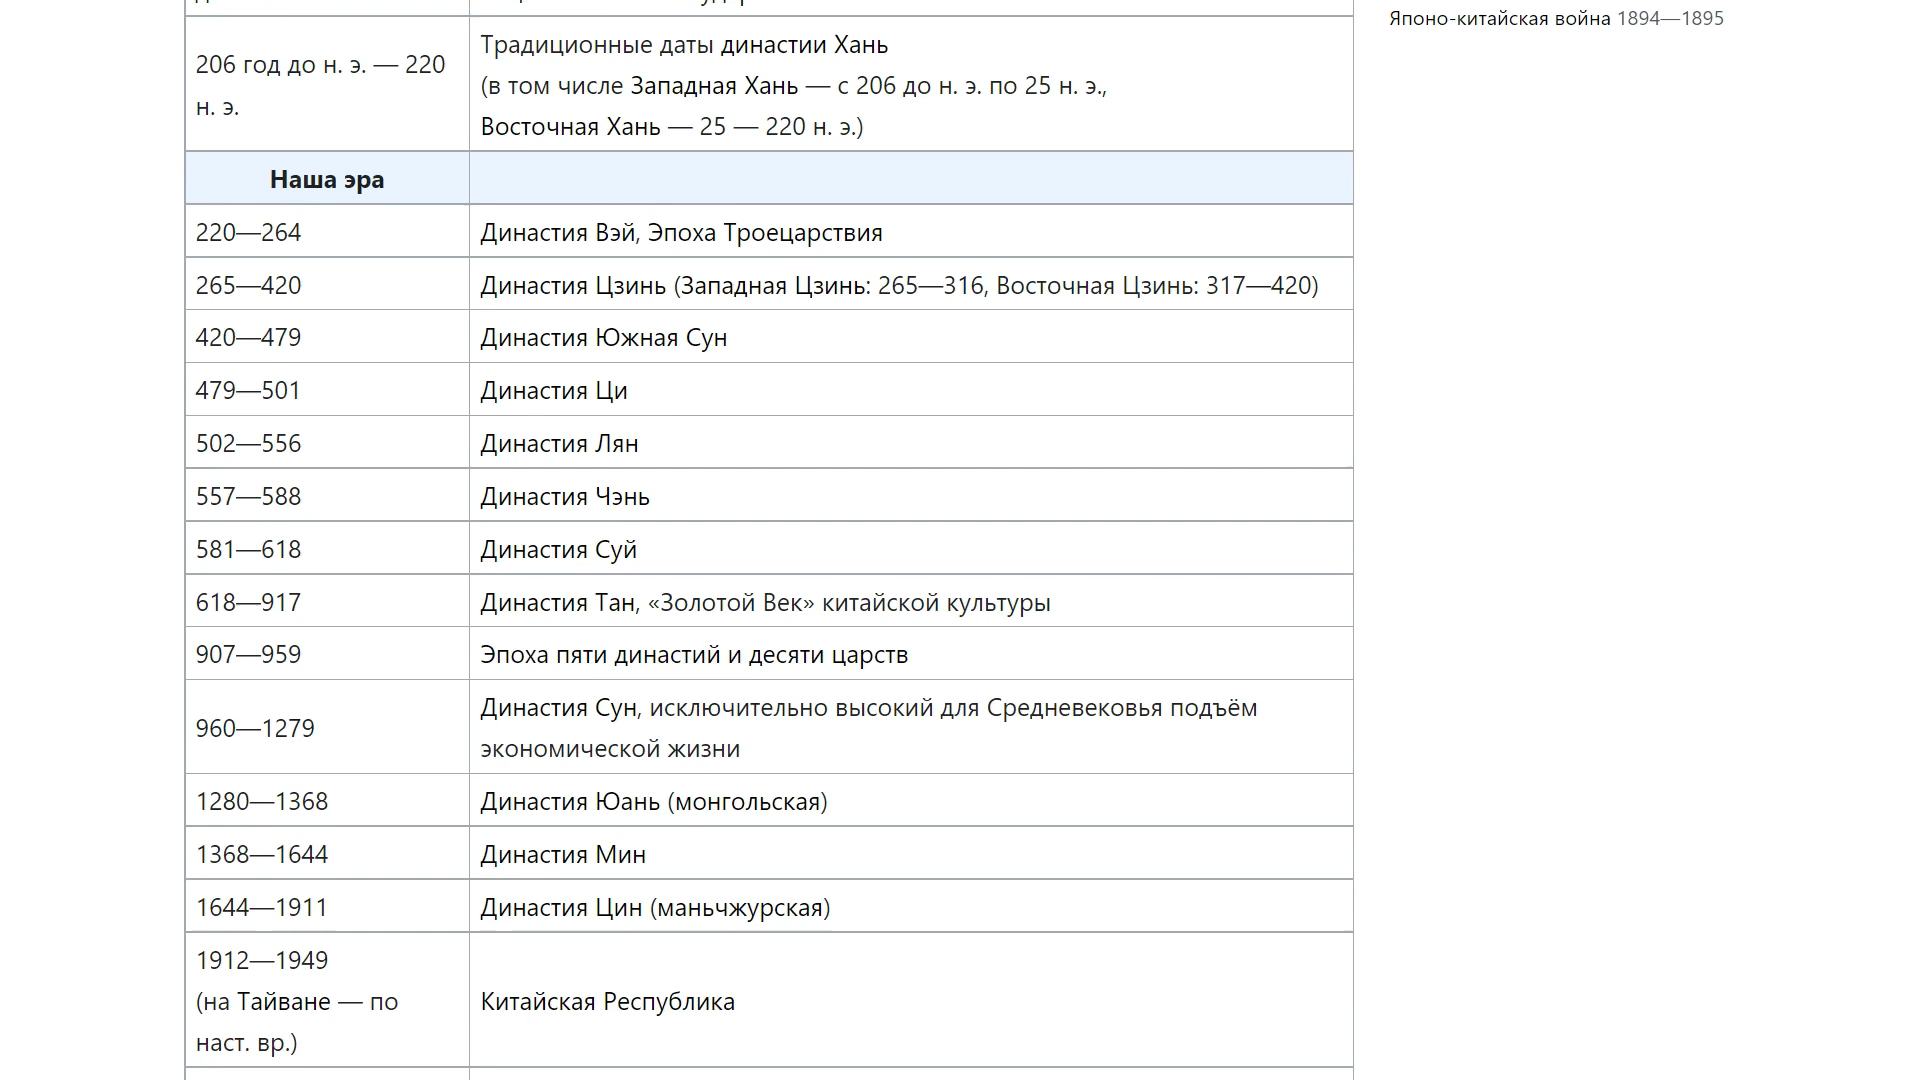 Японо-китайская война 1894—1895
206 год до н. э. — 220
н. э.
Традиционные даты династии Хань
(в том числе Западная Хань — с 206 до н. э. по 25 н. э.,
Восточная Хань — 25 — 220 н. э.)
Наша эра
220—264
Династия Вэй, Эпоха Троецарствия
265—420
Династия Цзинь (Западная Цзинь: 265—316, Восточная Цзинь: 317—420)
420—479
Династия Южная Сун
479—501
Династия Ци
502—556
Династия Лян
557—588
Династия Чэнь
581—618
Династия Суй
618—917
Династия Тан, «Золотой Век» китайской культуры
907—959
Эпоха пяти династий и десяти царств
960—1279
Династия Сун, исключительно высокий для Средневековья подъём
экономической жизни
1280—1368
Династия Юань (монгольская)
1368—1644
Династия Мин
1644—1911
Династия Цин (маньчжурская)
1912—1949
(на Тайване — по
наст. вр.)
Китайская Республика